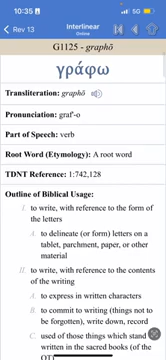 10:35
5G
Rev 13
Interlinear
Online
G1125 - graphō
γράφω
Transliteration: graphō
Pronunciation: graf'-o
Part of Speech: verb
Root Word (Etymology): A root word
TDNT Reference: 1:742,128
Outline of Biblical Usage:
I. to write, with reference to the form of
the letters
A. to delineate (or form) letters on a
tablet, parchment, paper, or other
material
II. to write, with reference to the contents
of the writing
A. to express in written characters
B. to commit to writing (things not
to be forgotten), write down, record
C. used of those things which stand
written in the sacred books (of the
OT)